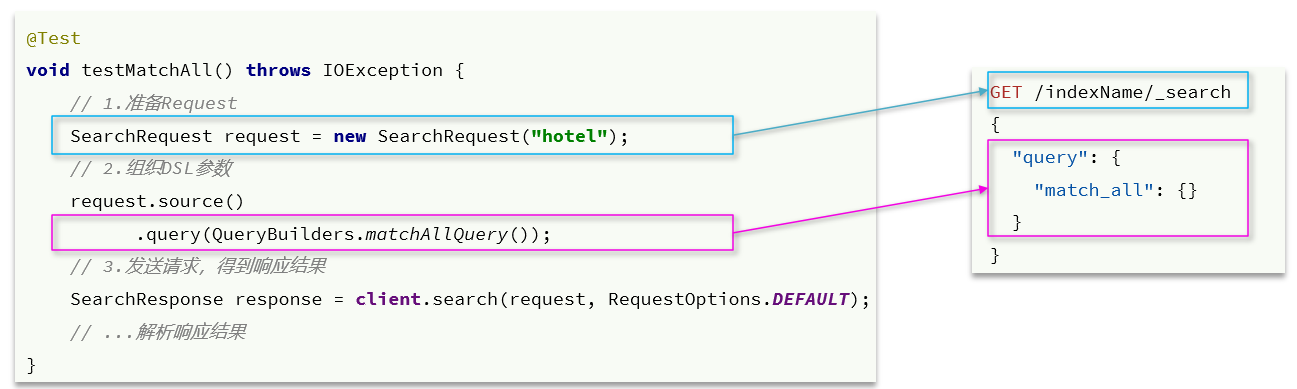 @Test
void testMatchAll() throws IOException {
// 1.准备Request
SearchRequest request = new SearchRequest("hotel");
// 2.组织DSL参数
request.source()
.query(QueryBuilders.matchAllQuery());
// 3.发送请求，得到响应结果
SearchResponse response = client.search(request, RequestOptions.DEFAULT);
// ...解析响应结果
}
GET /indexName/_search
{
"query": {
"match_all": {}
}
}